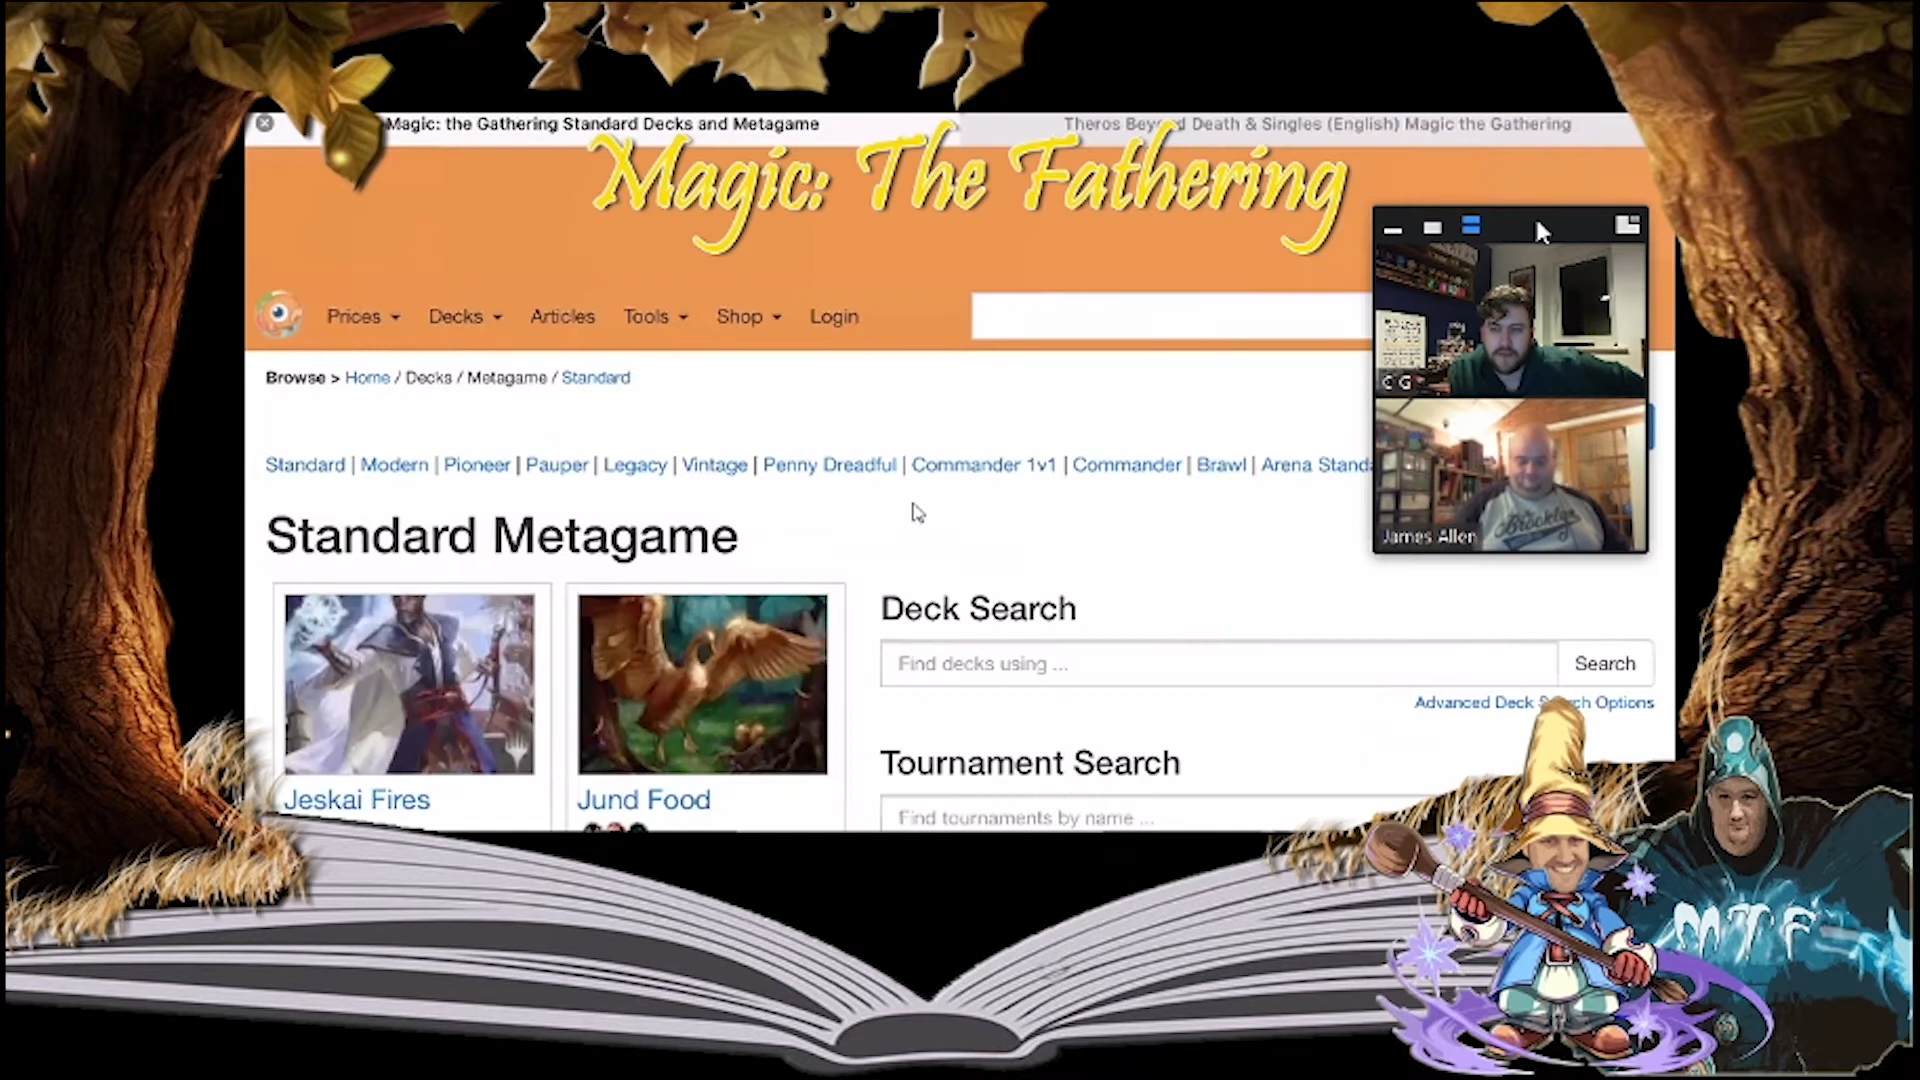 Magic: the Gathering Standard Decks and Metagame
Theros Beyond Death & Singles (English) Magic the Gathering
Magic: The Fathering
Prices Decks Articles Tools Shop Login
C G
Browse > Home / Decks / Metagame / Standard
Standard | Modern | Pioneer | Pauper | Legacy | Vintage | Penny Dreadful | Commander 1v1 | Commander | Brawl | Arena Standa
Brooklyn
James Allen
Standard Metagame
Deck Search
Find decks using ...
Search
Advanced Deck Search Options
Tournament Search
Find tournaments by name ...
Jeskai Fires
Jund Food
MTF